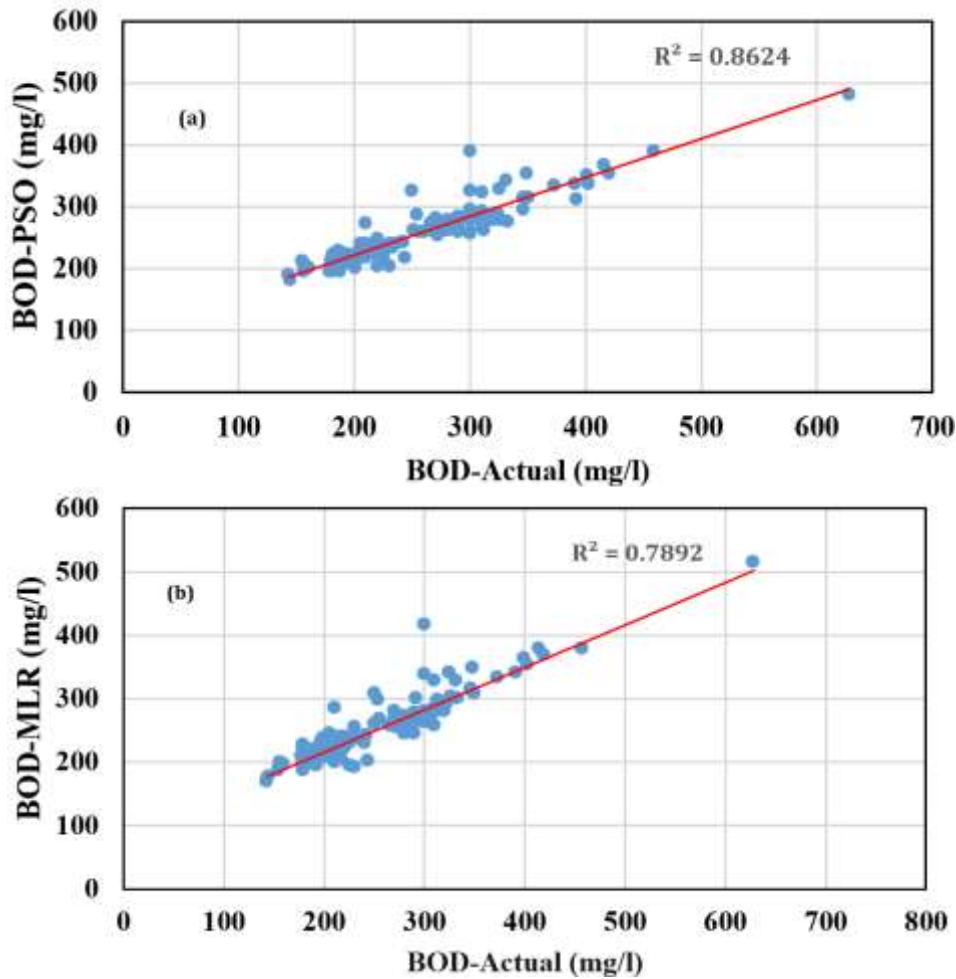 600
R² = 0.8624
500
(a)
400
300
200
100
0
BOD-PSO (mg/l)
0 100 200 300 400 500 600 700
BOD-Actual (mg/l)
600
R² = 0.7892
500
(b)
400
300
200
100
0
BOD-MLR (mg/l)
0 100 200 300 400 500 600 700 800
BOD-Actual (mg/l)